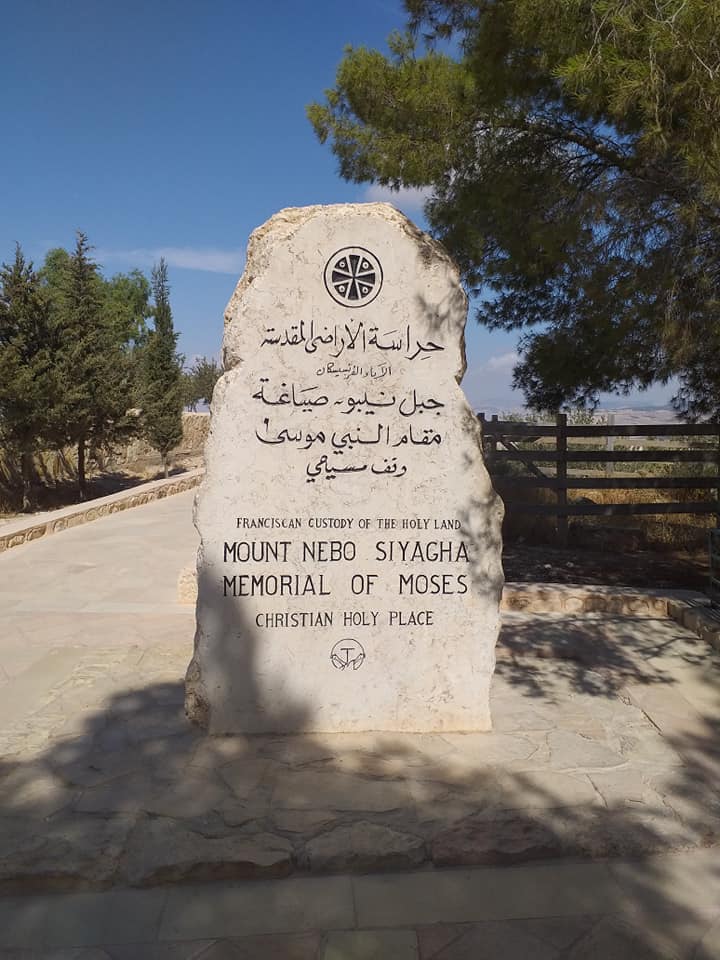 حراسة الأراضي المقدسة
الآباء الفرنسيسكان
جبل نيبو - صياغة
مقام النبي موسى
وقف مسيحي
FRANCISCAN CUSTODY OF THE HOLY LAND
MOUNT NEBO SIYAGHA
MEMORIAL OF MOSES
CHRISTIAN HOLY PLACE